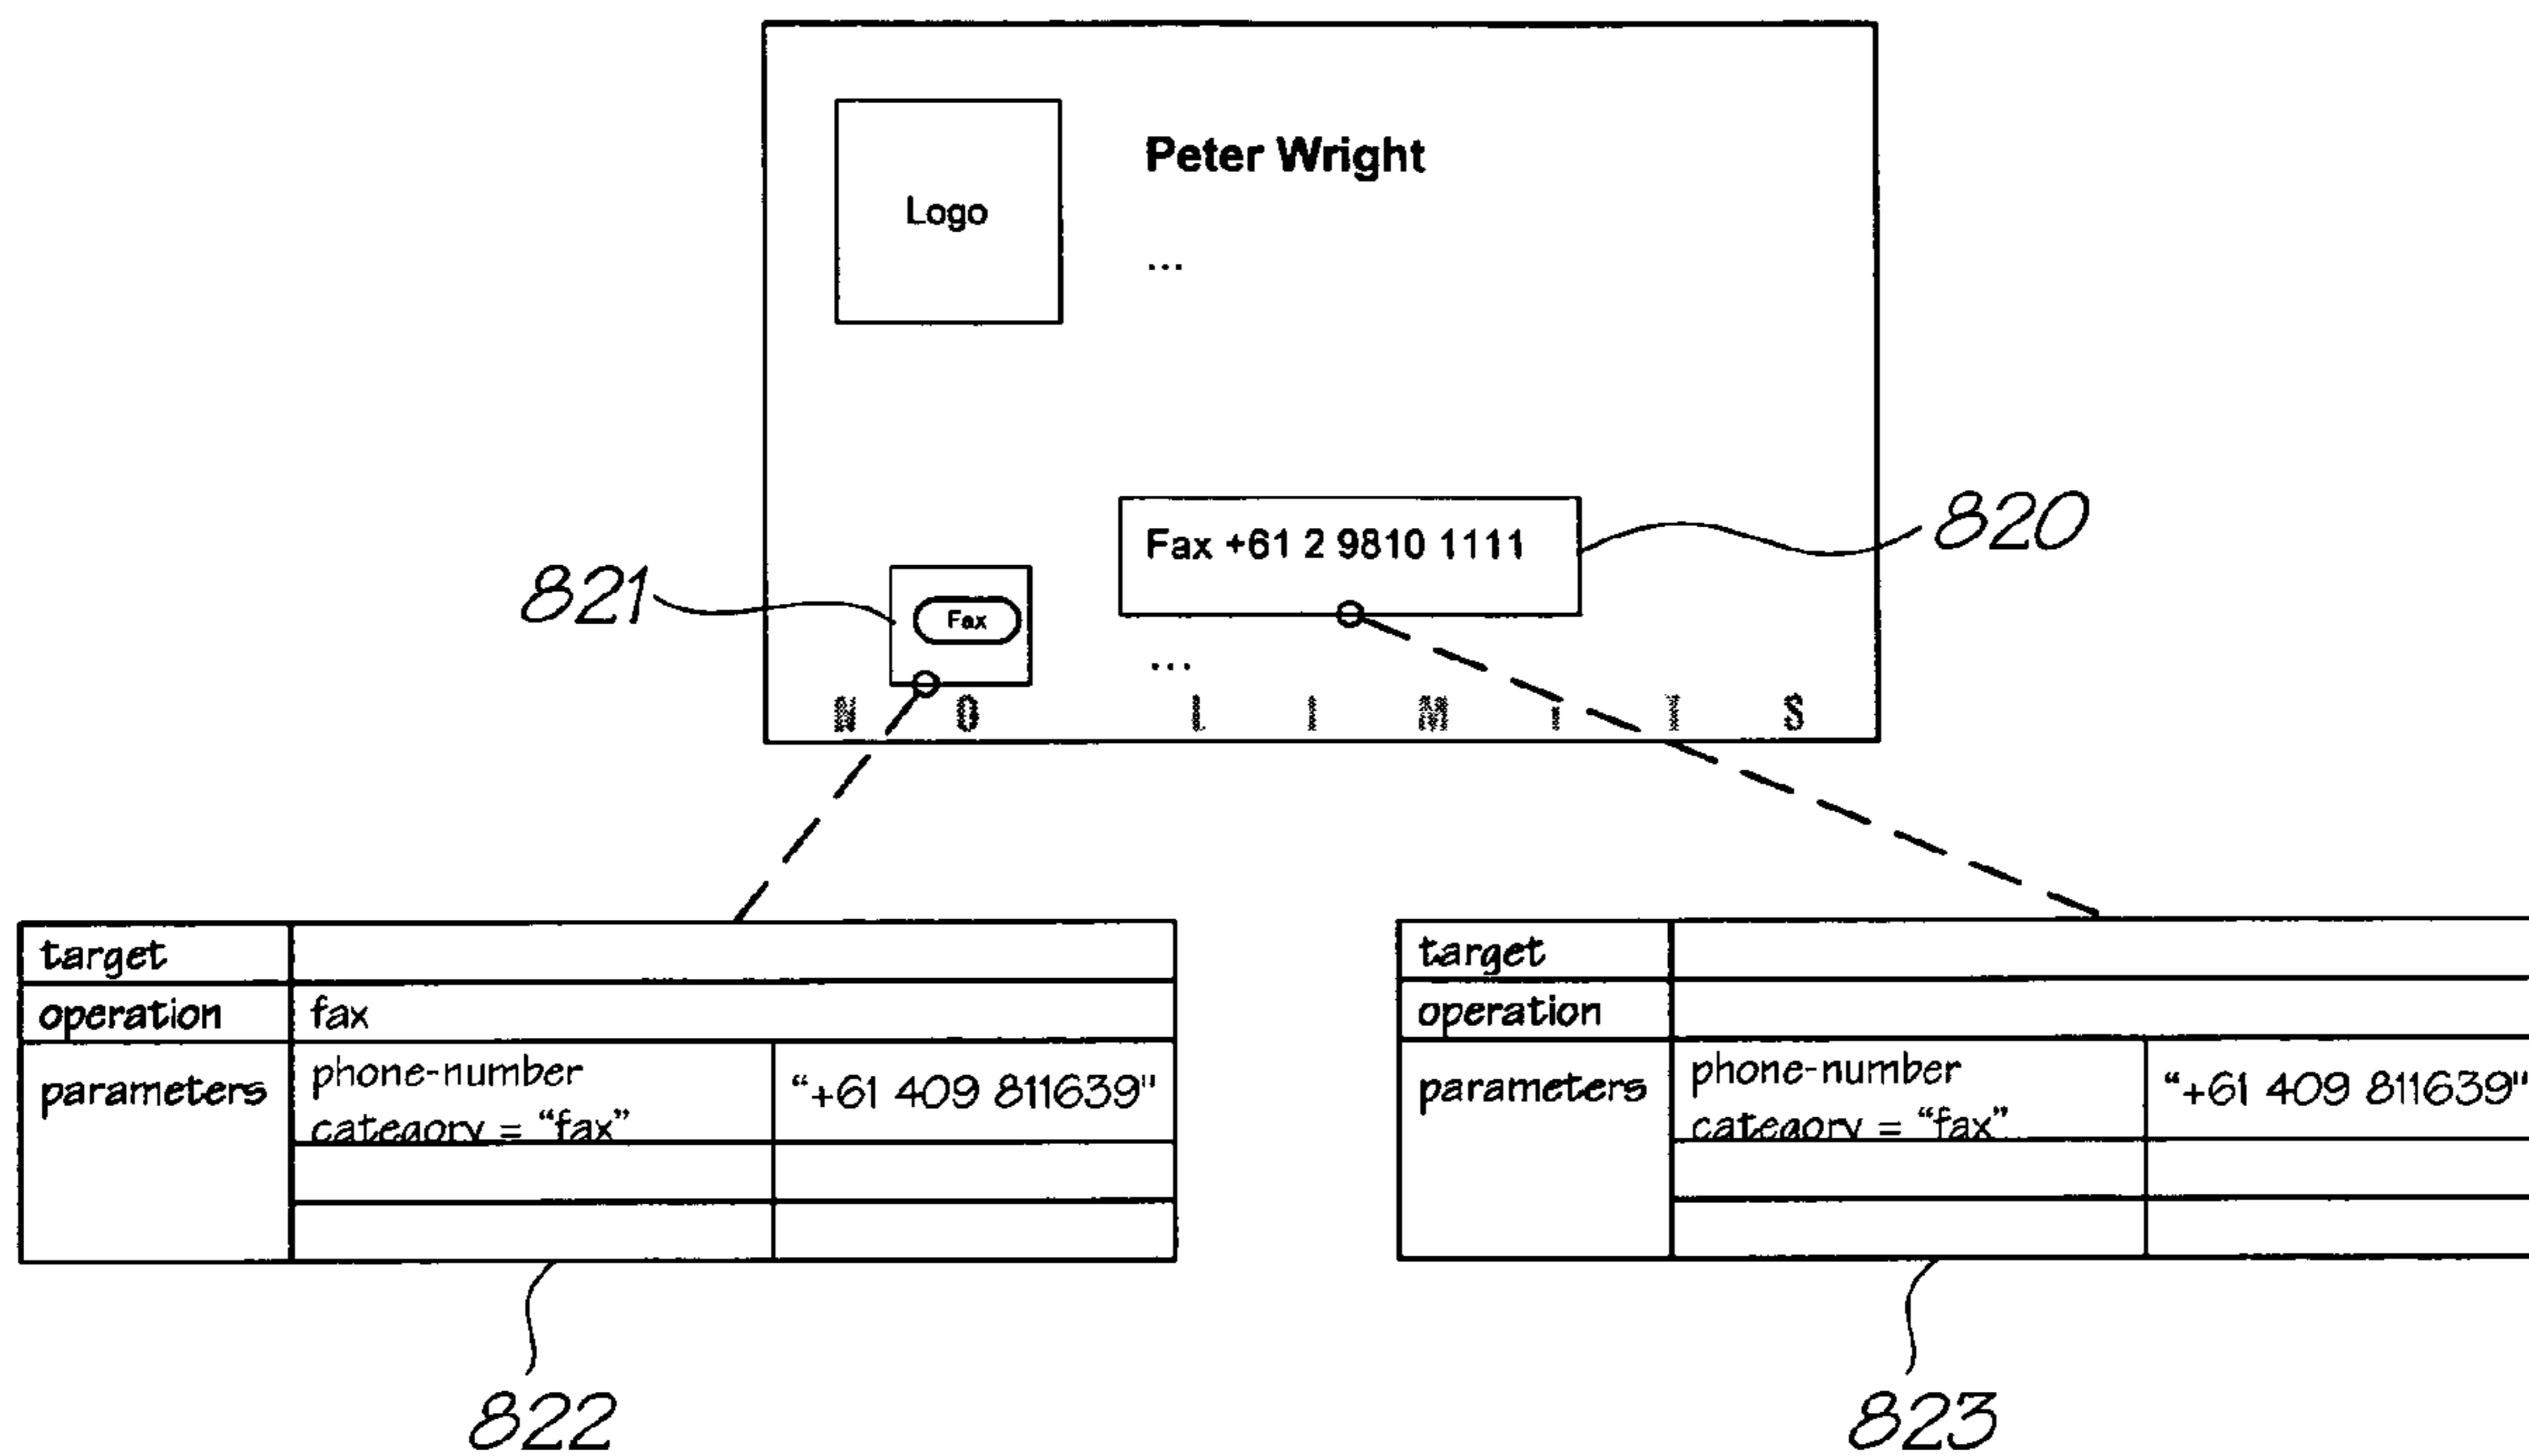 Peter Wright
Logo
...
Fax +61 2 9810 1111
820
821
Fax
...
target
operation fax
parameters phone-number category = "fax" "+61 409 811639"
target
operation
parameters phone-number category = "fax" "+61 409 811639"
822
823